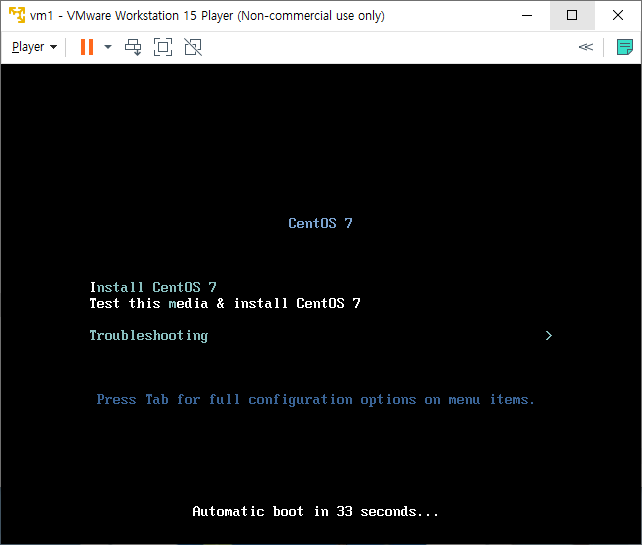 vm1 - VMware Workstation 15 Player (Non-commercial use only)
Player
CentOS 7
Install CentOS 7
Test this media & install CentOS 7
Troubleshooting >
Press Tab for full configuration options on menu items.
Automatic boot in 33 seconds...